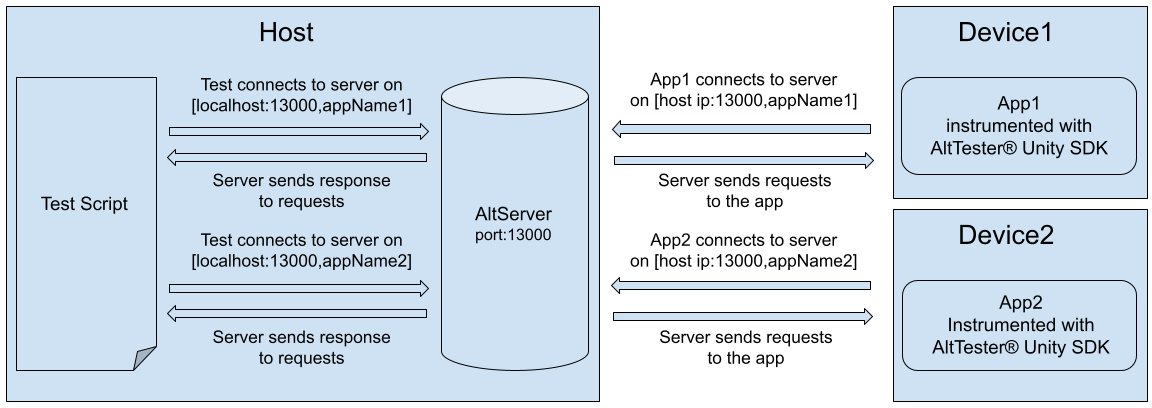 Host
Test Script
Test connects to server on
[localhost:13000,appName1]
Server sends response
to requests
Test connects to server on
[localhost:13000,appName2]
Server sends response
to requests
AltServer
port:13000
App1 connects to server
on [host ip:13000,appName1]
Server sends requests
to the app
App2 connects to server
on [host ip:13000,appName2]
Server sends requests
to the app
Device1
App1
instrumented with
AltTester® Unity SDK
Device2
App2
Instrumented with
AltTester® Unity SDK